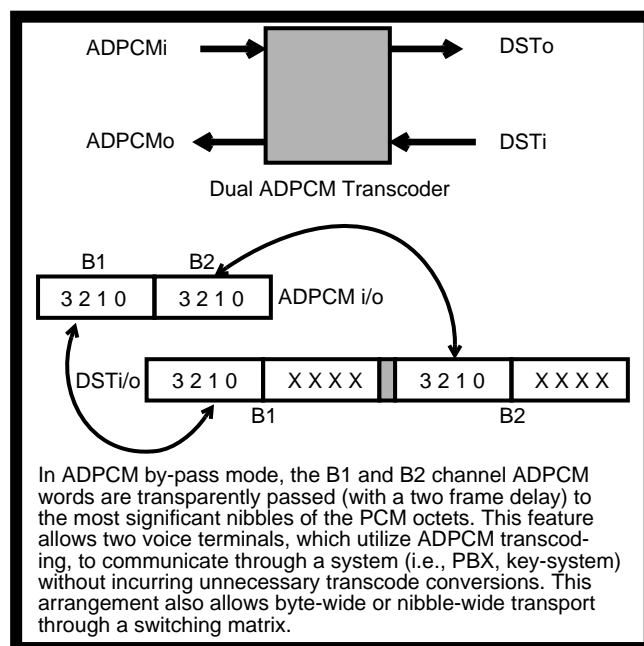 ADPCMi
DSTo
ADPCMo
DSTi
Dual ADPCM Transcoder
B1
B2
3 2 1 0
3 2 1 0
ADPCM i/o
DSTi/o
3 2 1 0
X X X X
3 2 1 0
X X X X
B1
B2
In ADPCM by-pass mode, the B1 and B2 channel ADPCM
words are transparently passed (with a two frame delay) to
the most significant nibbles of the PCM octets. This feature
allows two voice terminals, which utilize ADPCM transcod-
ing, to communicate through a system (i.e., PBX, key-system)
without incurring unnecessary transcode conversions. This
arrangement also allows byte-wide or nibble-wide transport
through a switching matrix.